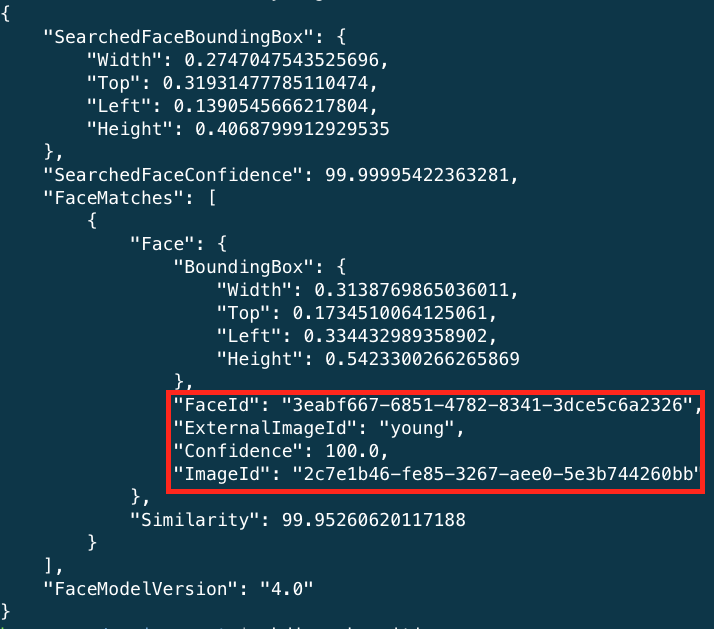 {
"SearchedFaceBoundingBox": {
"Width": 0.2747047543525696,
"Top": 0.31931477785110474,
"Left": 0.1390545666217804,
"Height": 0.4068799912929535
},
"SearchedFaceConfidence": 99.99995422363281,
"FaceMatches": [
{
"Face": {
"BoundingBox": {
"Width": 0.3138769865036011,
"Top": 0.1734510064125061,
"Left": 0.334432989358902,
"Height": 0.5423300266265869
},
"FaceId": "3eabf667-6851-4782-8341-3dce5c6a2326",
"ExternalImageId": "young",
"Confidence": 100.0,
"ImageId": "2c7e1b46-fe85-3267-aee0-5e3b744260bb"
},
"Similarity": 99.95260620117188
}
],
"FaceModelVersion": "4.0"
}